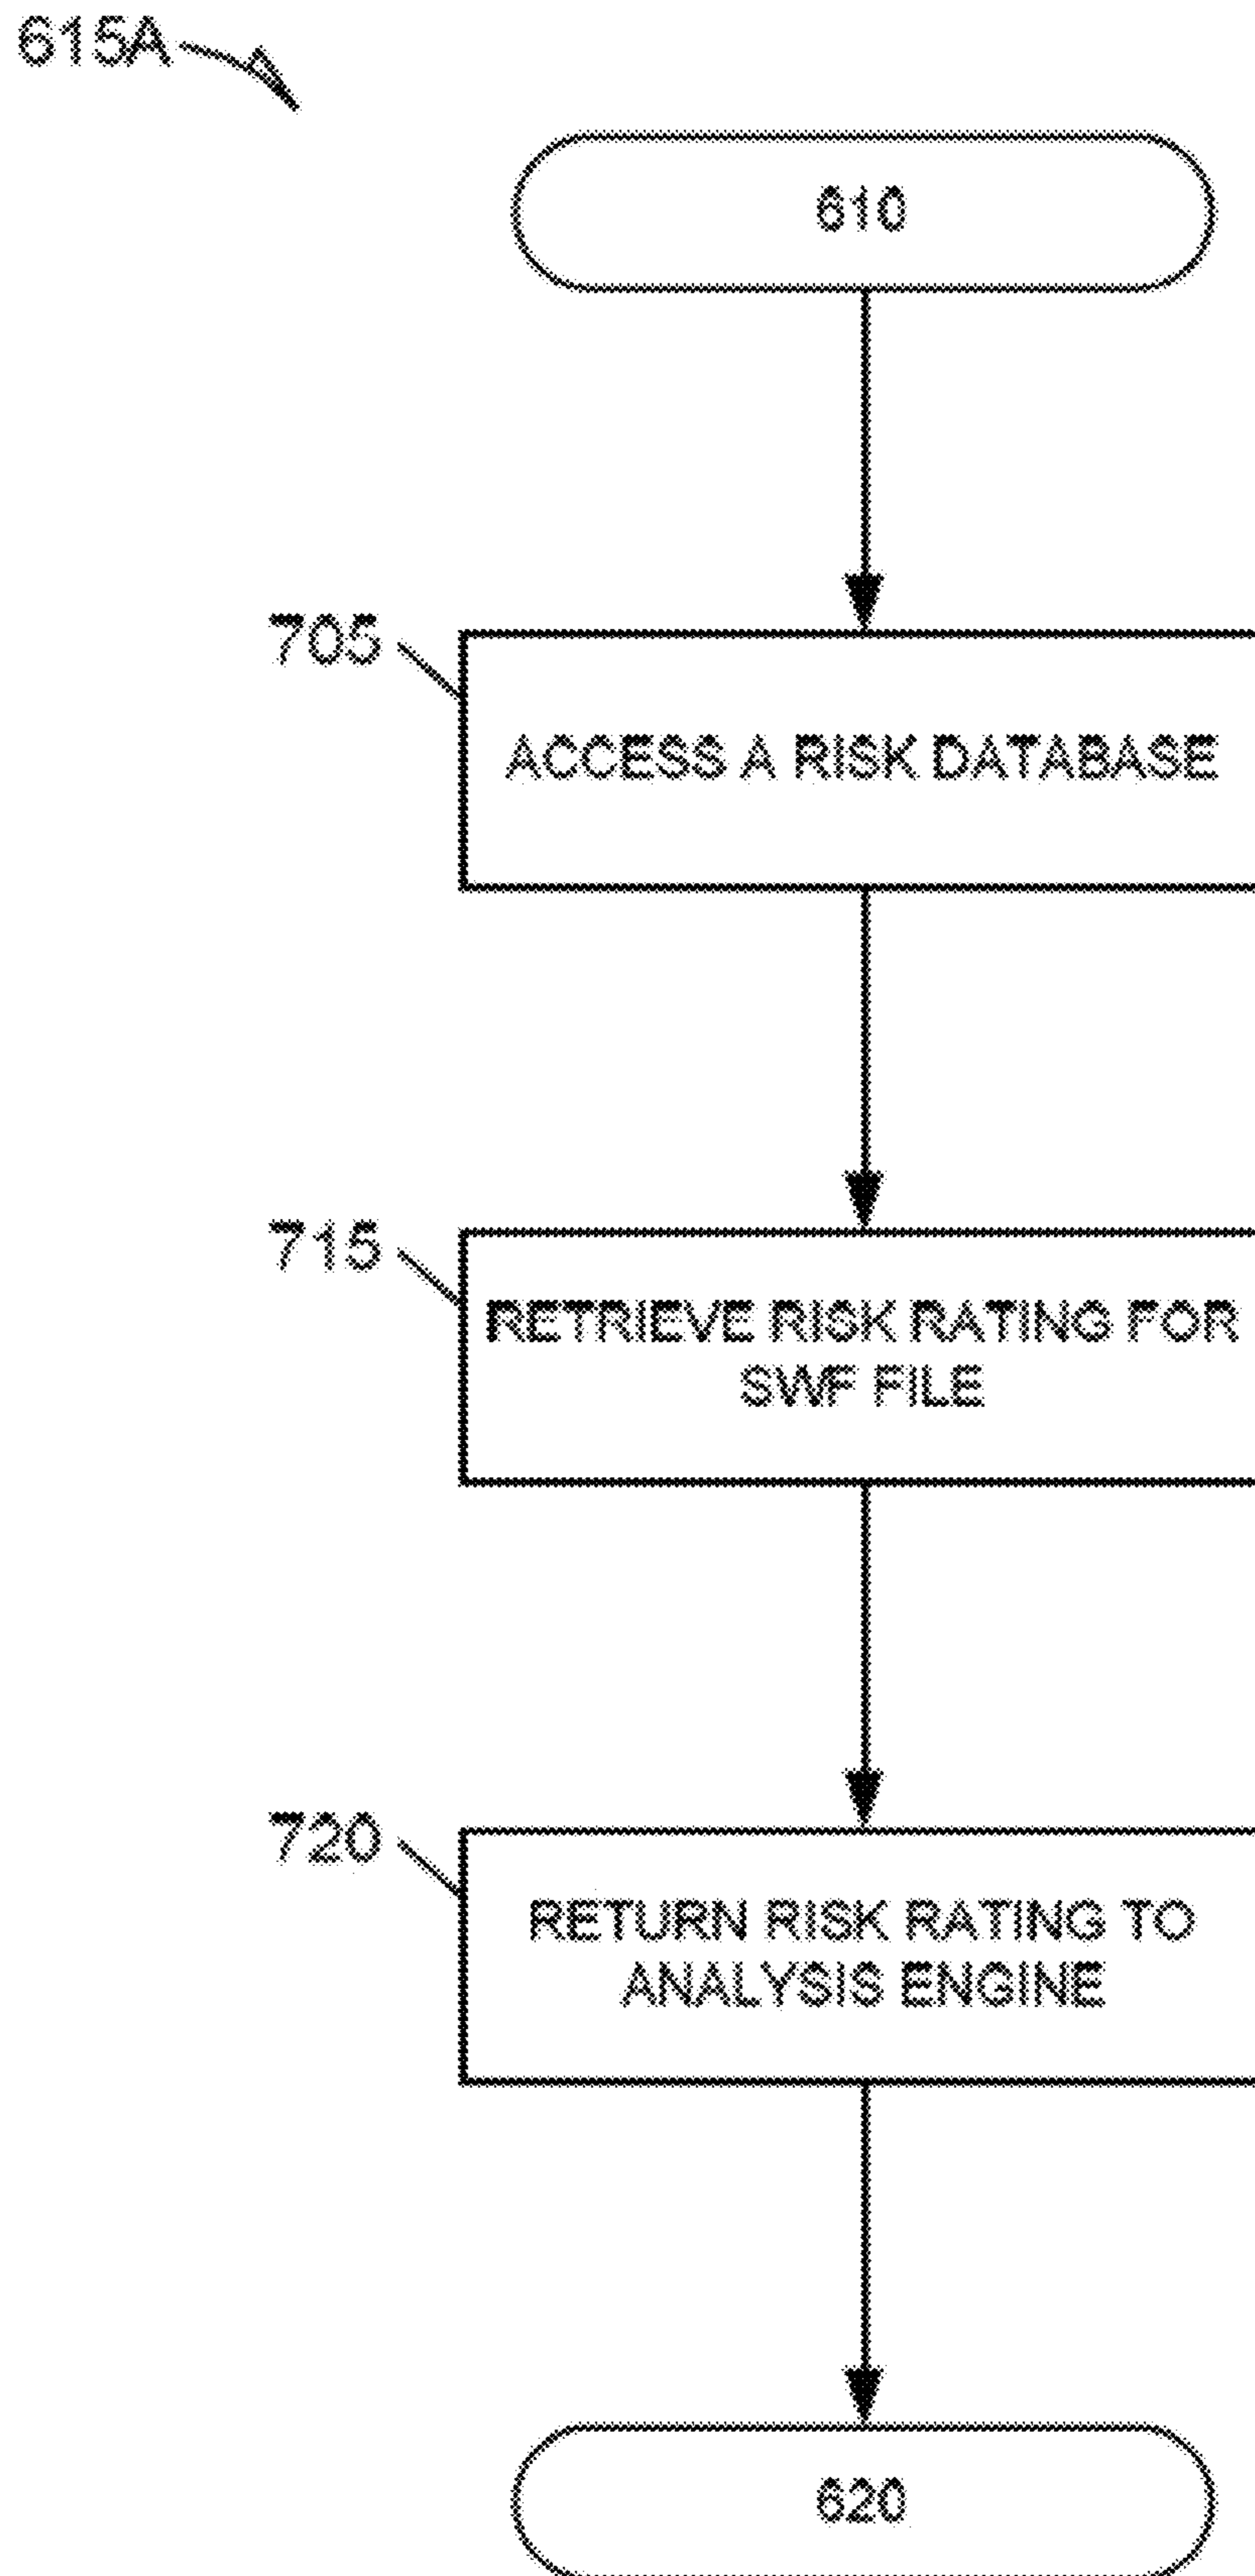 615A
610
705
ACCESS A RISK DATABASE
715
RETRIEVE RISK RATING FOR
SWF FILE
720
RETURN RISK RATING TO
ANALYSIS ENGINE
620